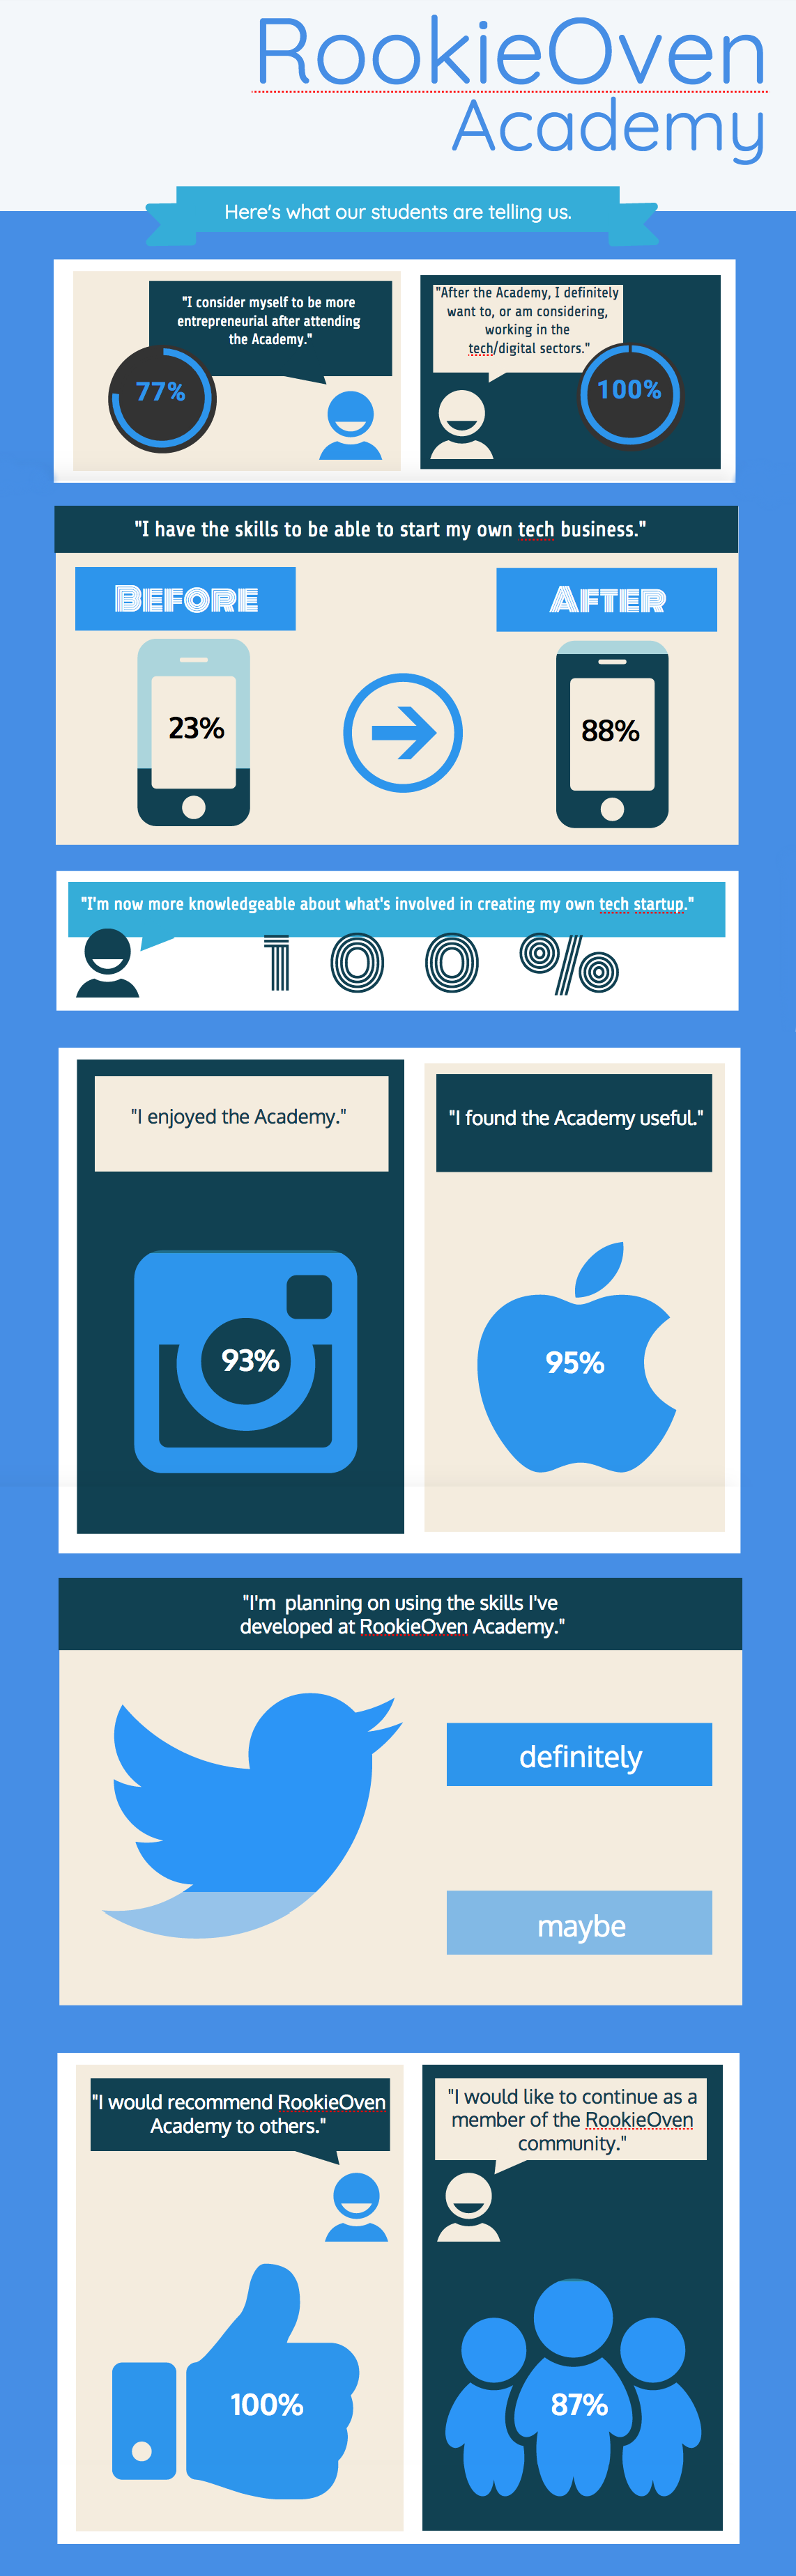 RookieOven
Academy
Here's what our students are telling us.
"I consider myself to be more
entrepreneurial after attending
the Academy."
77%
"After the Academy, I definitely
want to, or am considering,
working in the
tech/digital sectors."
100%
"I have the skills to be able to start my own tech business."
BEFORE
AFTER
23%
88%
"I'm now more knowledgeable about what's involved in creating my own tech startup."
100%
"I enjoyed the Academy."
"I found the Academy useful."
93%
95%
"I'm  planning on using the skills I've
developed at RookieOven Academy."
definitely
maybe
"I would recommend RookieOven
Academy to others."
"I would like to continue as a
member of the RookieOven
community."
100%
87%